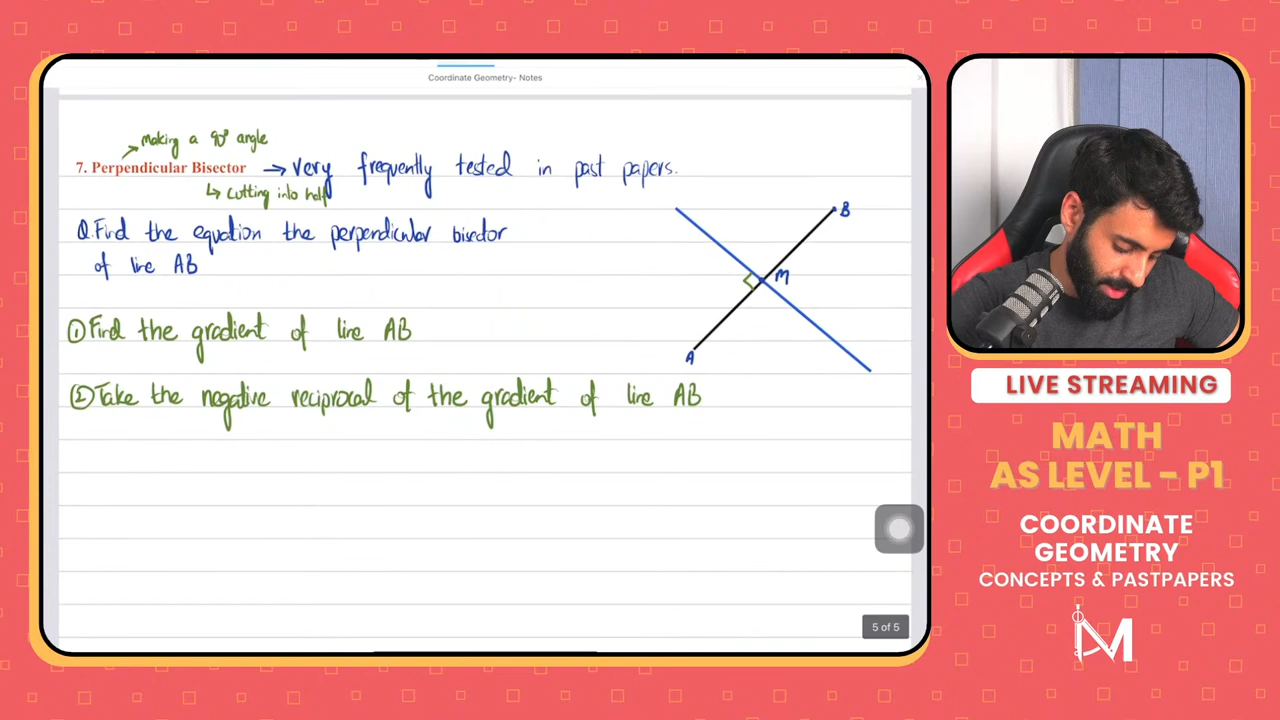 Coordinate Geometry- Notes
making a 90° angle
7. Perpendicular Bisector → Very frequently tested in past papers.
↳ cutting into half
Q.Find the equation the perpendicular bisector
of line AB
B
M
A
①Find the gradient of line AB
②Take the negative reciprocal of the gradient of line AB
5 of 5
LIVE STREAMING
MATH
AS LEVEL - P1
COORDINATE
GEOMETRY
CONCEPTS & PASTPAPERS
M